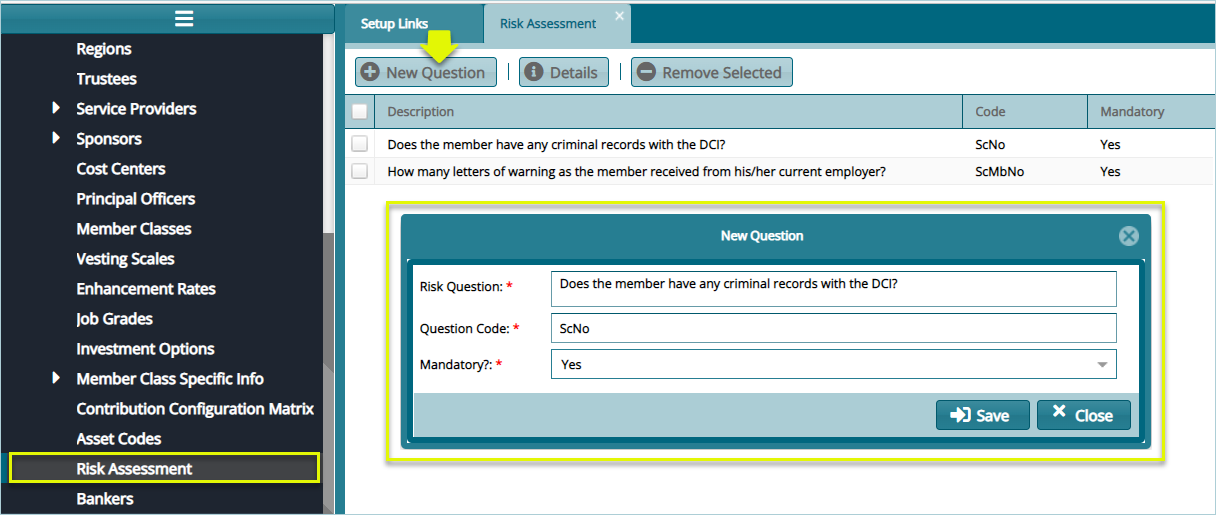 Regions
Trustees
Service Providers
Sponsors
Cost Centers
Principal Officers
Member Classes
Vesting Scales
Enhancement Rates
Job Grades
Investment Options
Member Class Specific Info
Contribution Configuration Matrix
Asset Codes
Risk Assessment
Bankers
Setup Links Risk Assessment
New Question Details Remove Selected
Description Code Mandatory
Does the member have any criminal records with the DCI? ScNo Yes
How many letters of warning as the member received from his/her current employer? ScMbNo Yes
New Question
Risk Question: * Does the member have any criminal records with the DCI?
Question Code: * ScNo
Mandatory?: * Yes
Save Close